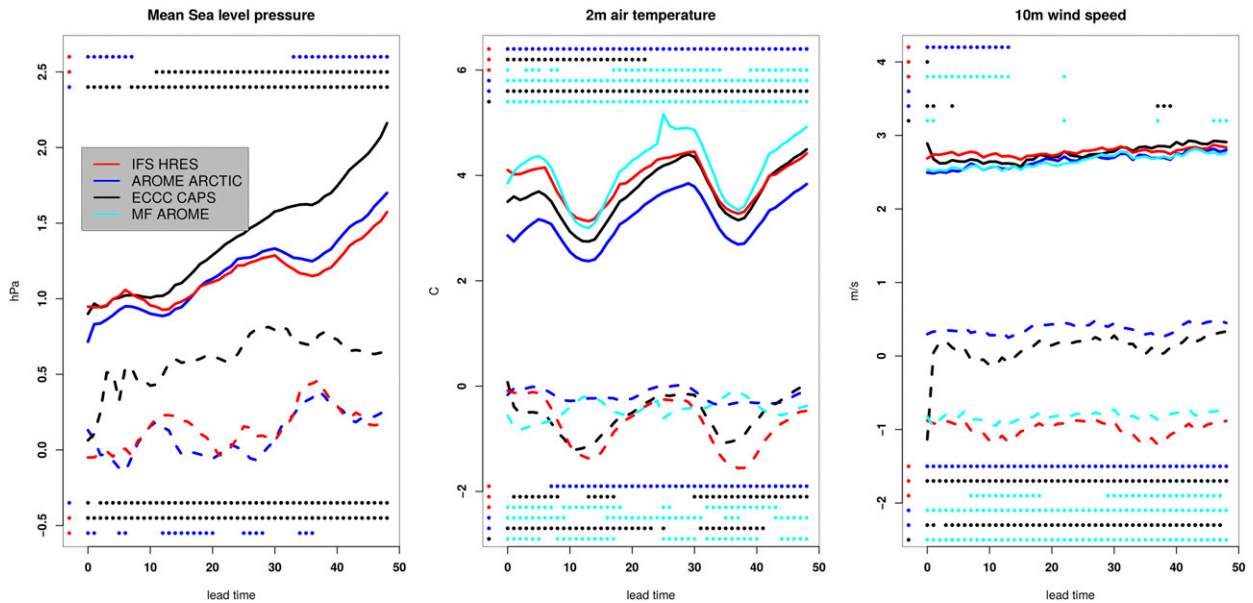 Mean Sea level pressure
2m air temperature
10m wind speed
hPa
2.5
2.0
1.5
1.0
0.5
0.0
−0.5
IFS HRES
AROME ARCTIC
ECCC CAPS
MF AROME
0 10 20 30 40 50
lead time
C
6
4
2
0
−2
0 10 20 30 40 50
lead time
m/s
4
3
2
1
0
−1
−2
0 10 20 30 40 50
lead time